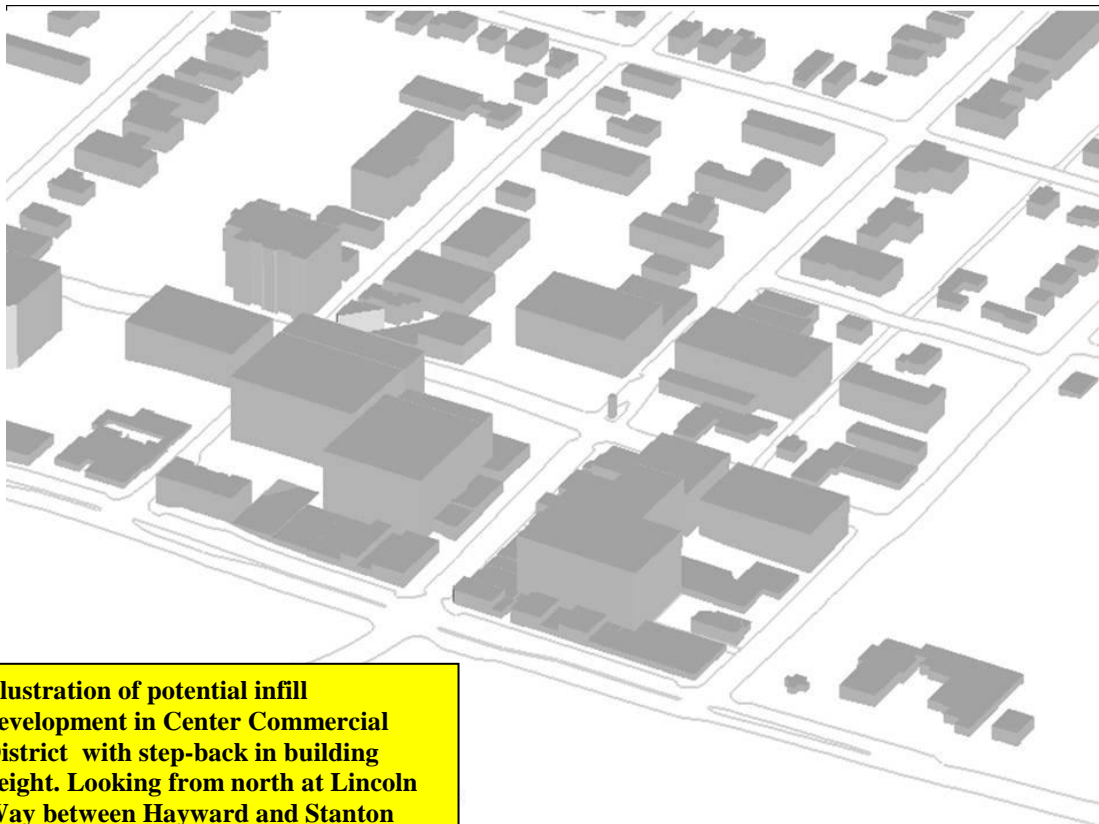 llustration of potential infill
evelopment in Center Commercial
istrict with step-back in building
eight. Looking from north at Lincoln
Way between Hayward and Stanton